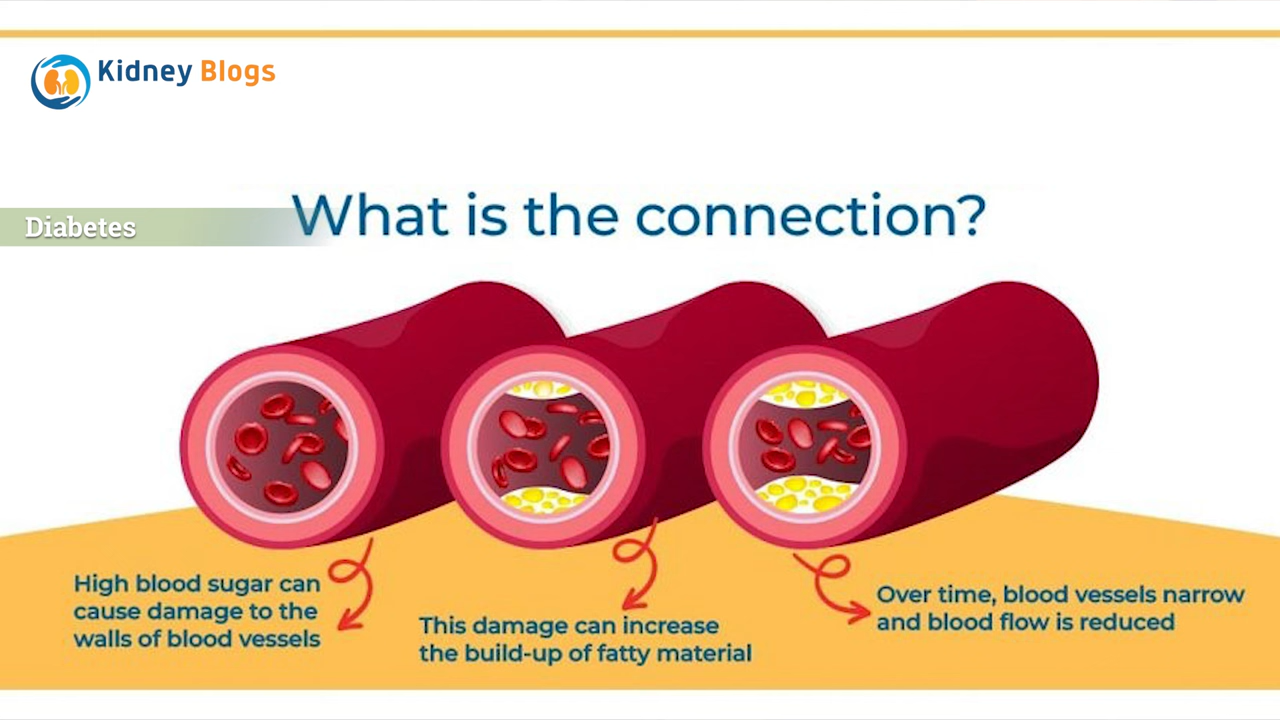 Kidney Blogs
What is the connection?
Diabetes
High blood sugar can
cause damage to the
walls of blood vessels
This damage can increase
the build-up of fatty material
Over time, blood vessels narrow
and blood flow is reduced